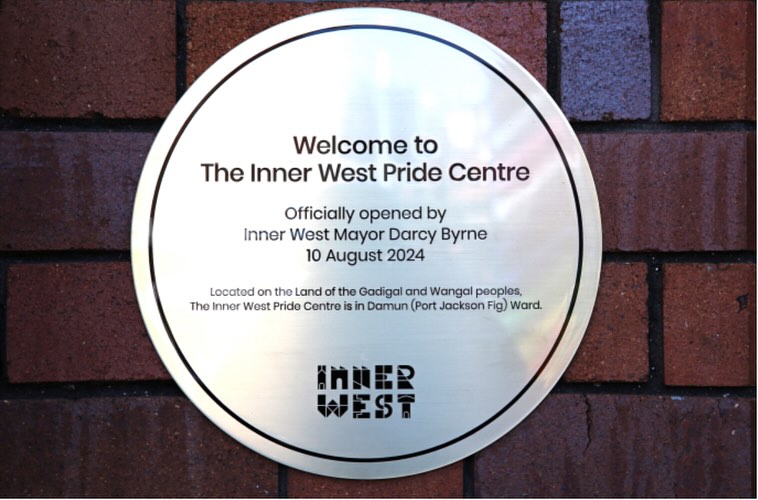 Welcome to
The Inner West Pride Centre
Officially opened by
Inner West Mayor Darcy Byrne
10 August 2024
Located on the Land of the Gadigal and Wangal peoples,
The Inner West Pride Centre is in Damun (Port Jackson Fig) Ward.
INNER
WEST